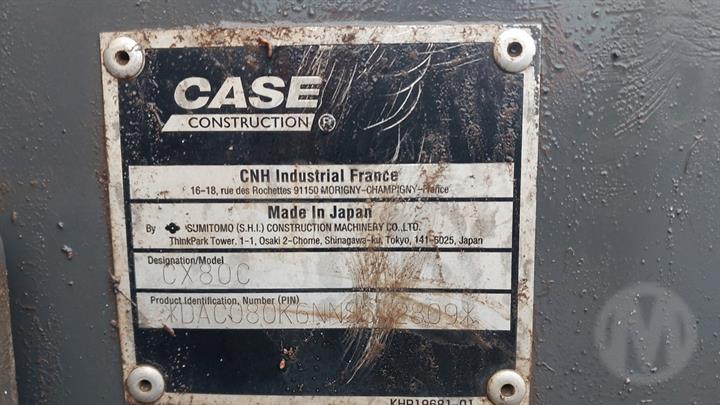 CASE
CONSTRUCTION ®
CNH Industrial France
16-18, rue des Rochettes 91150 MORIGNY-CHAMPIGNY-France
Made In Japan
By SUMITOMO (S.H.I.) CONSTRUCTION MACHINERY CO.,LTD.
ThinkPark Tower, 1-1, Osaki 2-Chome, Shinagawa-ku, Tokyo, 141-6025, Japan
Designation/Model
CX80C
Product Identification, Number (PIN)
KHP19681-01
M